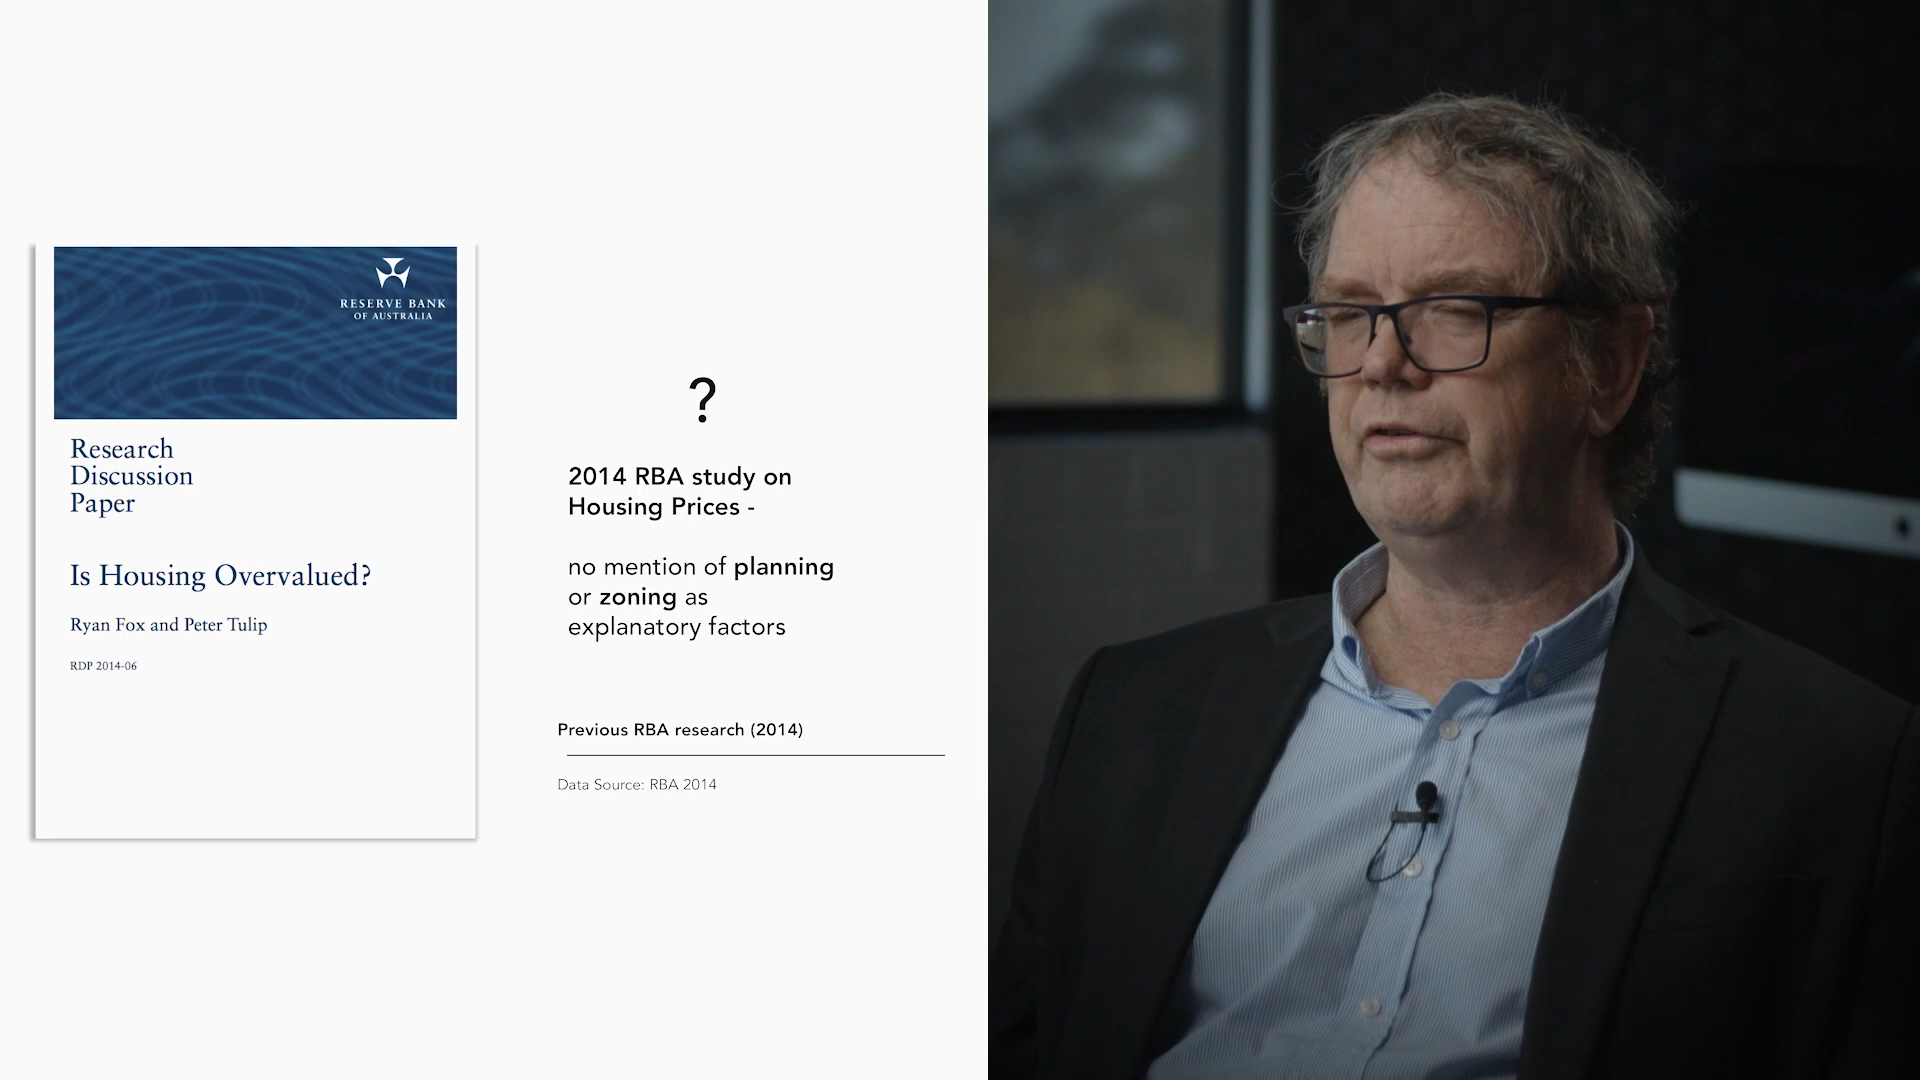 RESERVE BANK
OF AUSTRALIA
Research
Discussion
Paper
Is Housing Overvalued?
Ryan Fox and Peter Tulip
RDP 2014-06
?
2014 RBA study on
Housing Prices -
no mention of planning
or zoning as
explanatory factors
Previous RBA research (2014)
Data Source: RBA 2014